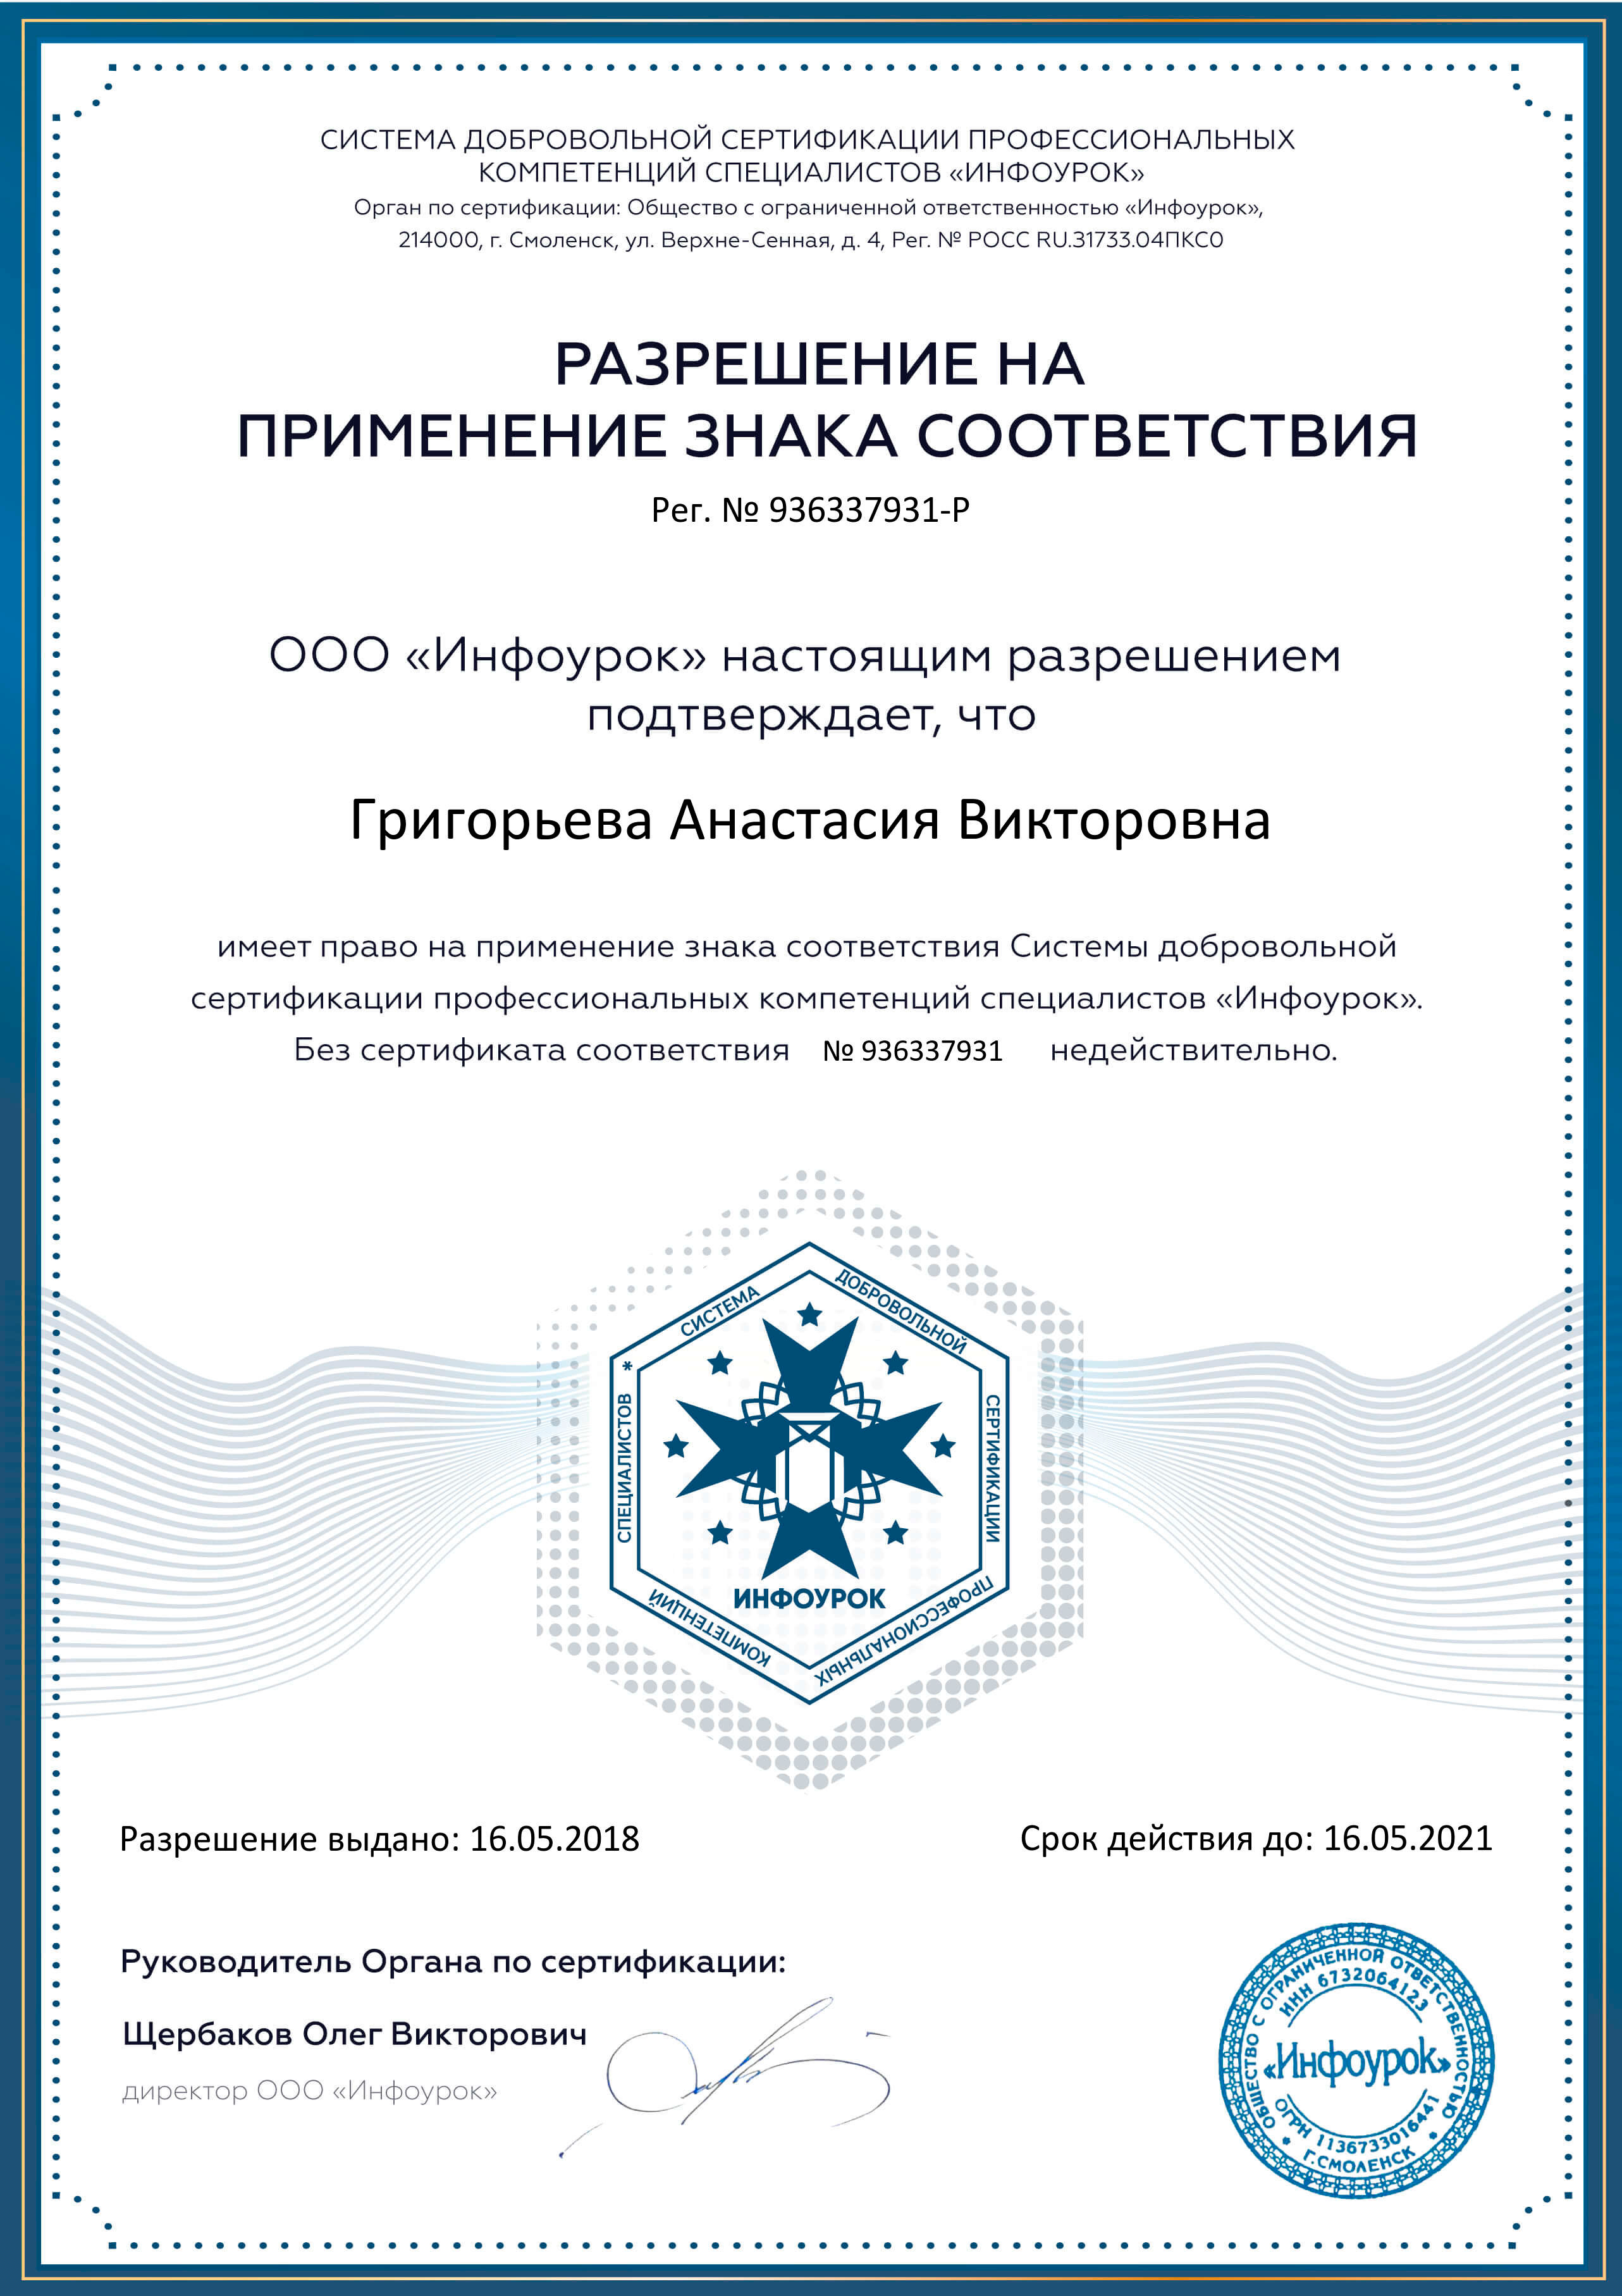 СИСТЕМА ДОБРОВОЛЬНОЙ СЕРТИФИКАЦИИ ПРОФЕССИОНАЛЬНЫХ
КОМПЕТЕНЦИЙ СПЕЦИАЛИСТОВ «ИНФОУРОК»
Орган по сертификации: Общество с ограниченной ответственностью «Инфоурок»,
214000, г. Смоленск, ул. Верхне-Сенная, д. 4, Рег. № РОСС RU.31733.04ПКС0
РАЗРЕШЕНИЕ НА
ПРИМЕНЕНИЕ ЗНАКА СООТВЕТСТВИЯ
Рег. № 936337931-Р
ООО «Инфоурок» настоящим разрешением
подтверждает, что
Григорьева Анастасия Викторовна
имеет право на применение знака соответствия Системы добровольной
сертификации профессиональных компетенций специалистов «Инфоурок».
Без сертификата соответствия № 936337931 недействительно.
СИСТЕМА ДОБРОВОЛЬНОЙ СЕРТИФИКАЦИИ ПРОФЕССИОНАЛЬНЫХ КОМПЕТЕНЦИЙ СПЕЦИАЛИСТОВ *
ИНФОУРОК
Разрешение выдано: 16.05.2018
Срок действия до: 16.05.2021
Руководитель Органа по сертификации:
Щербаков Олег Викторович
директор ООО «Инфоурок»
ОБЩЕСТВО С ОГРАНИЧЕННОЙ ОТВЕТСТВЕННОСТЬЮ
ИНН 6732064123
«Инфоурок»
ОГРН 1136733016441
* Г.СМОЛЕНСК *